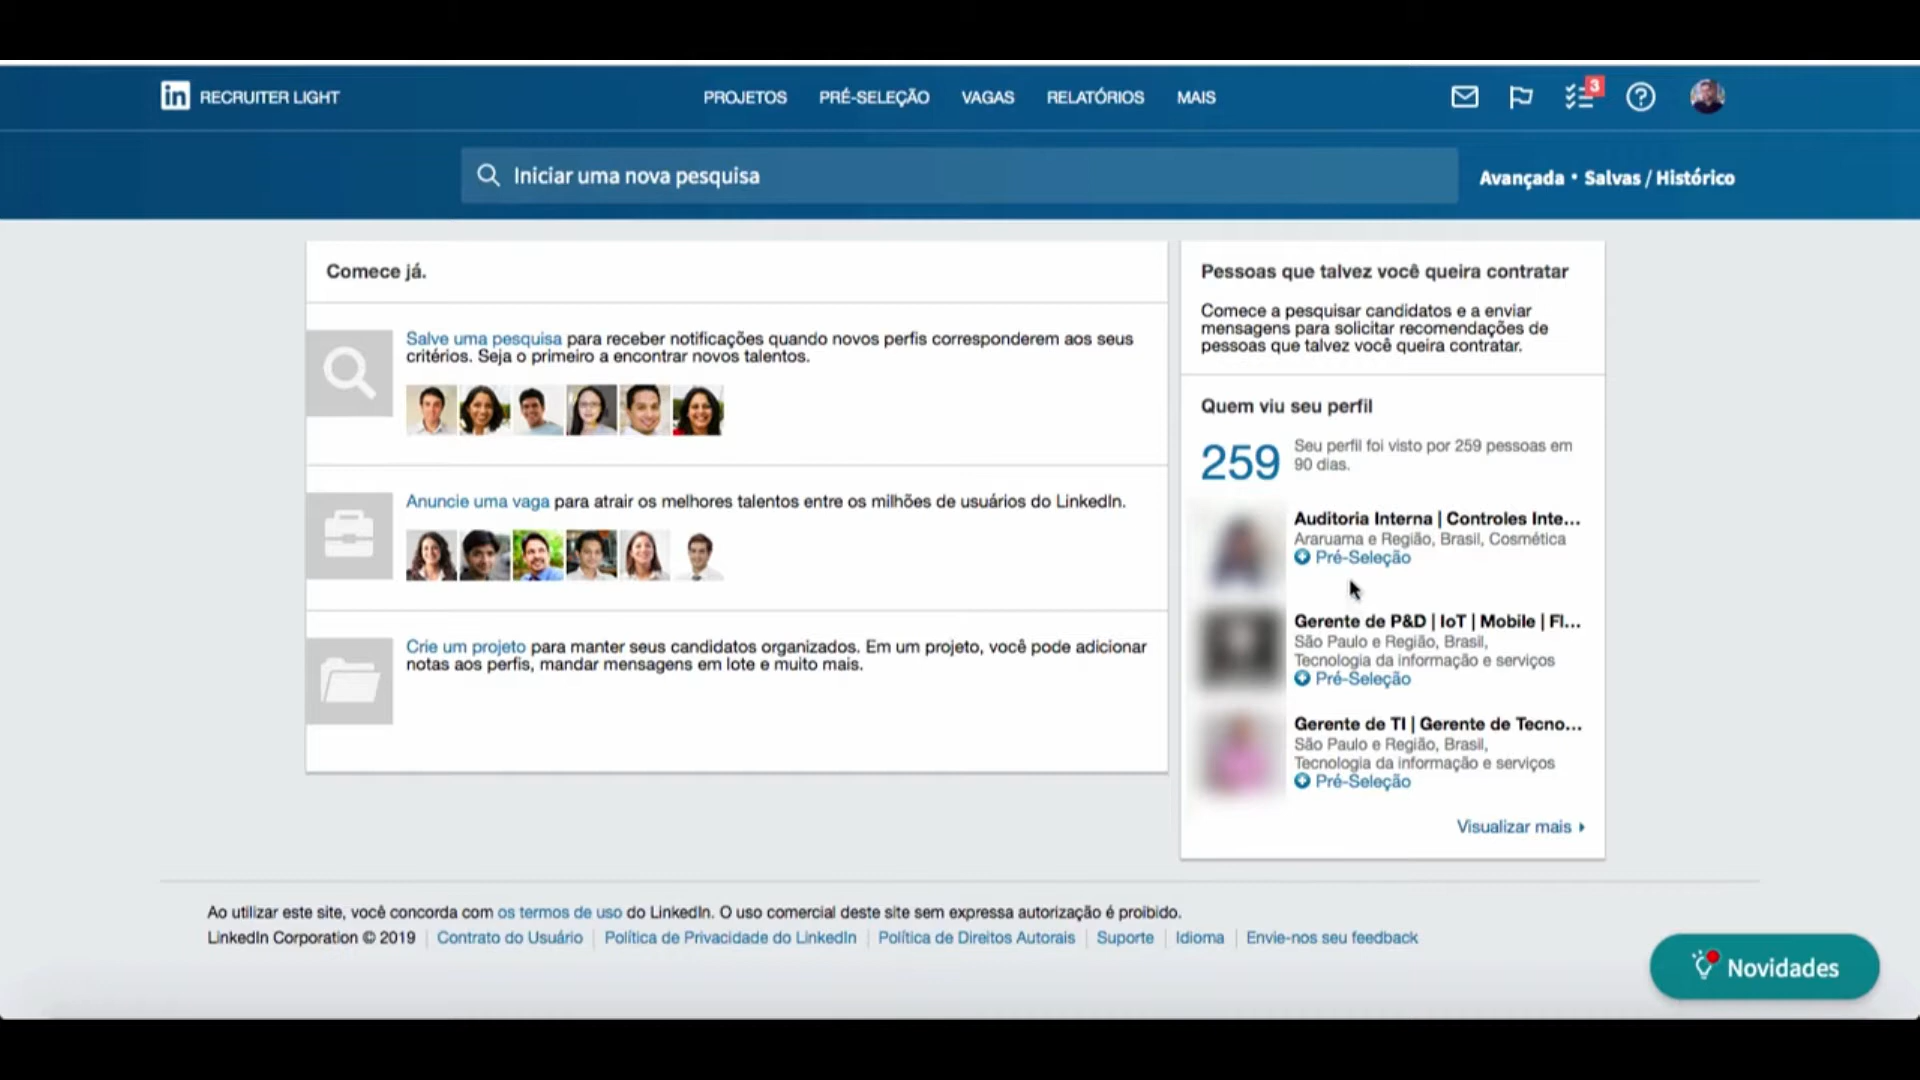 in RECRUITER LIGHT
PROJETOS PRÉ-SELEÇÃO VAGAS RELATÓRIOS MAIS
3
Iniciar uma nova pesquisa
Avançada • Salvas / Histórico
Comece já.
Salve uma pesquisa para receber notificações quando novos perfis corresponderem aos seus
critérios. Seja o primeiro a encontrar novos talentos.
Anuncie uma vaga para atrair os melhores talentos entre os milhões de usuários do LinkedIn.
Crie um projeto para manter seus candidatos organizados. Em um projeto, você pode adicionar
notas aos perfis, mandar mensagens em lote e muito mais.
Pessoas que talvez você queira contratar
Comece a pesquisar candidatos e a enviar
mensagens para solicitar recomendações de
pessoas que talvez você queira contratar.
Quem viu seu perfil
259
Seu perfil foi visto por 259 pessoas em
90 dias.
Auditoria Interna | Controles Inte...
Araruama e Região, Brasil, Cosmética
Pré-Seleção
Gerente de P&D | IoT | Mobile | Fl...
São Paulo e Região, Brasil,
Tecnologia da informação e serviços
Pré-Seleção
Gerente de TI | Gerente de Tecno...
São Paulo e Região, Brasil,
Tecnologia da informação e serviços
Pré-Seleção
Visualizar mais
Ao utilizar este site, você concorda com os termos de uso do LinkedIn. O uso comercial deste site sem expressa autorização é proibido.
LinkedIn Corporation © 2019 | Contrato do Usuário | Política de Privacidade do LinkedIn | Política de Direitos Autorais | Suporte | Idioma | Envie-nos seu feedback
Novidades